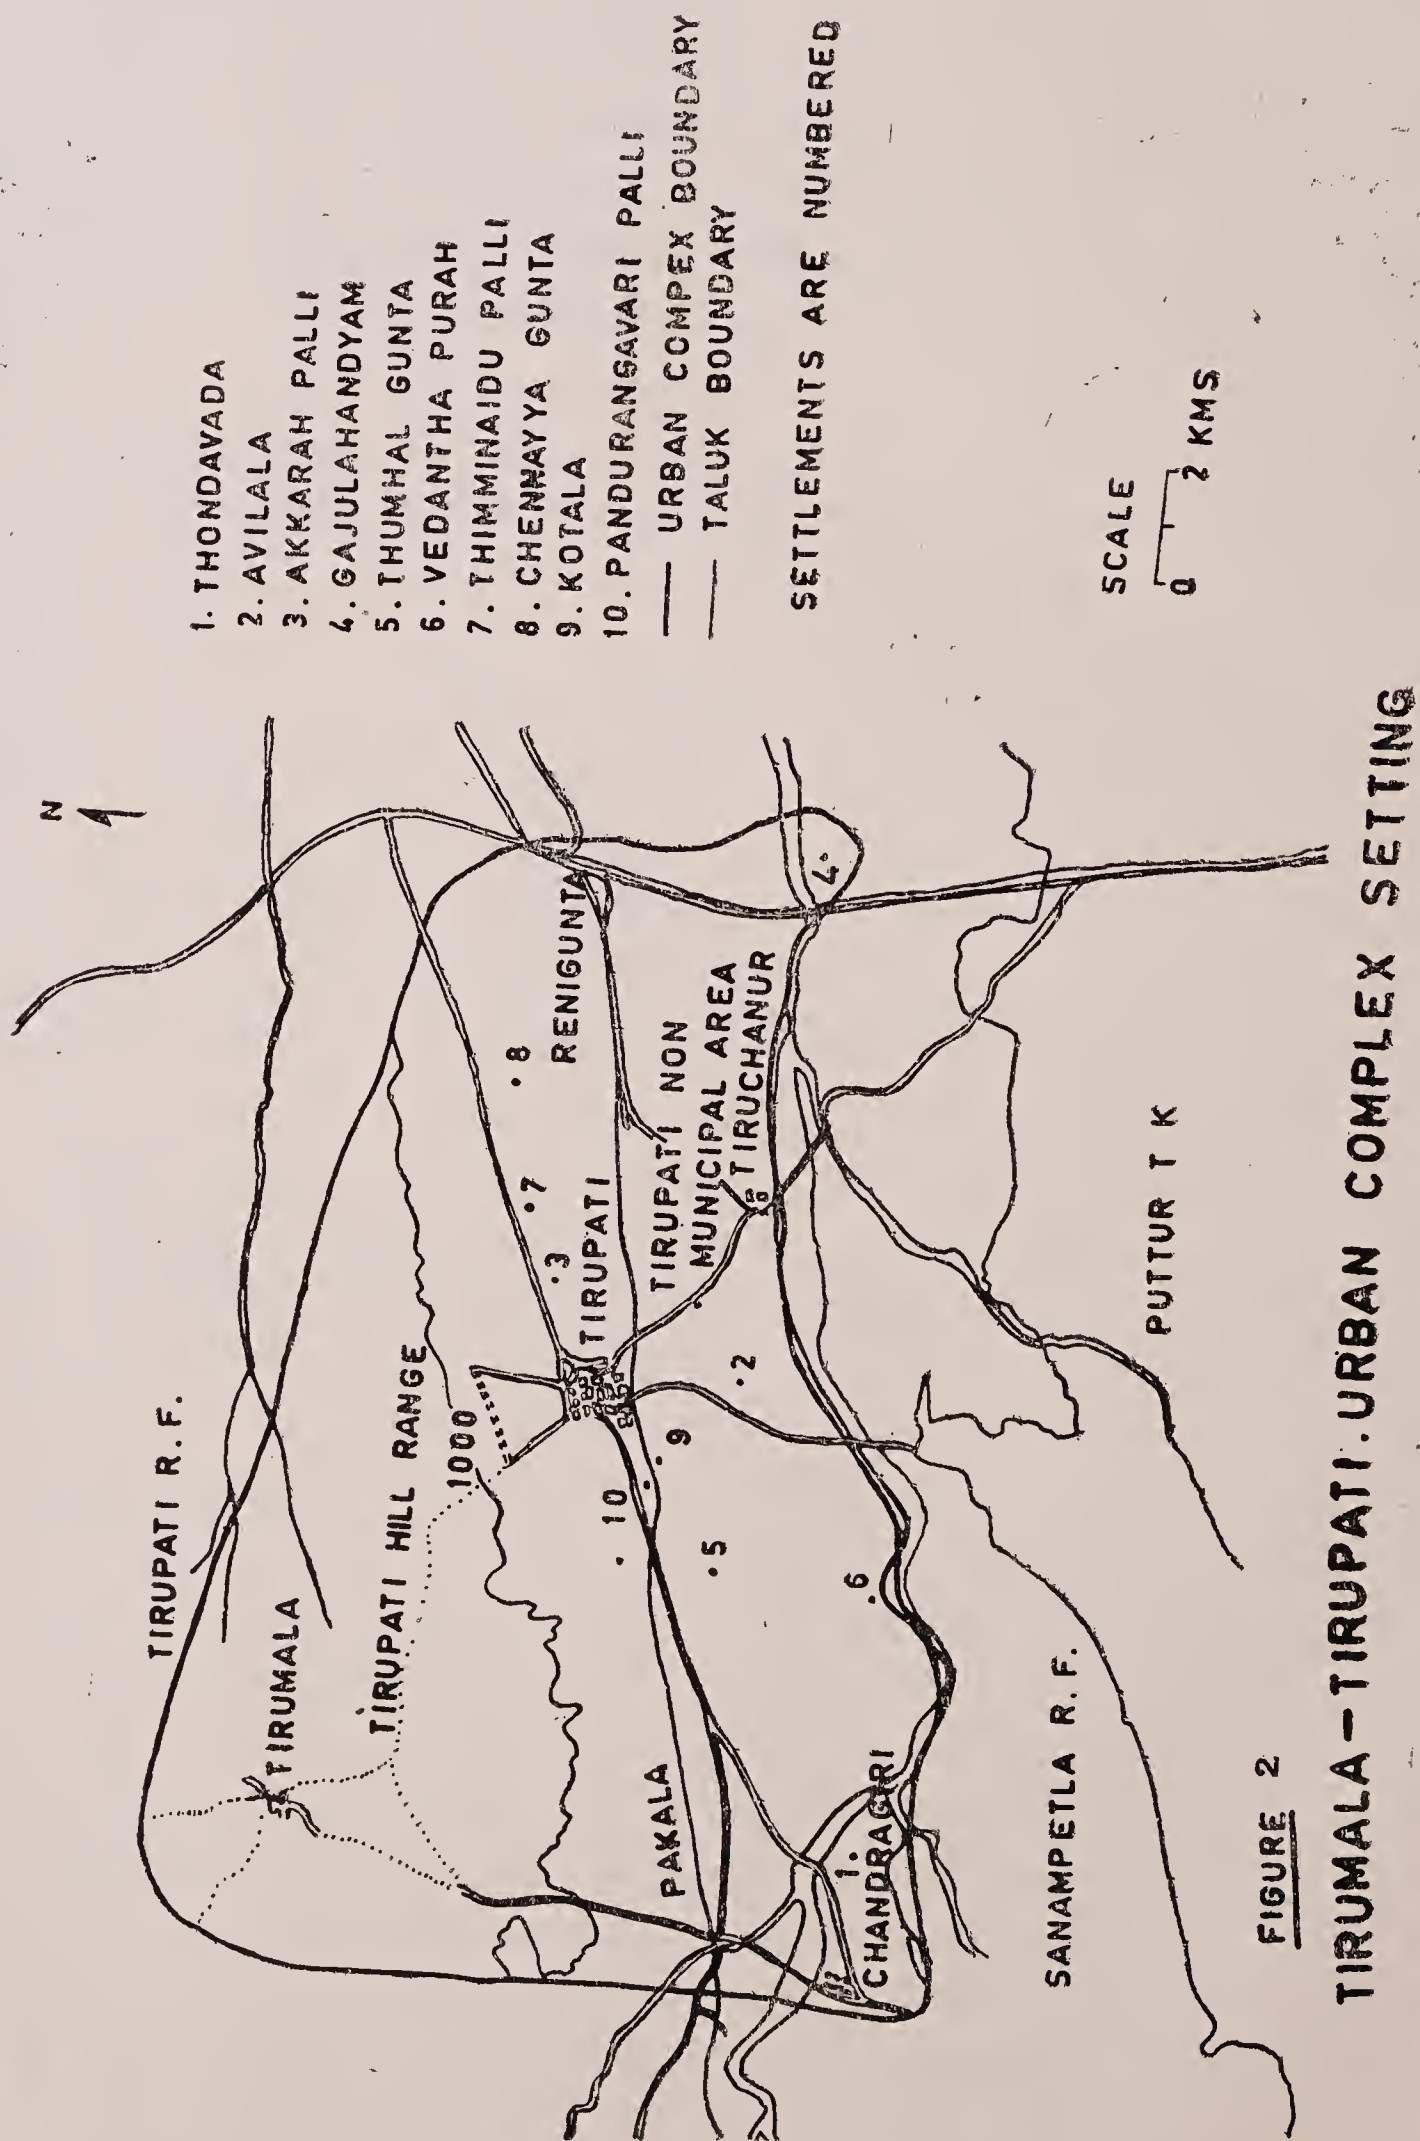 N
TIRUPATI R.F.
TIRUMALA
TIRUPATI HILL RANGE
1000
8
RENIGUNTA
7
3
TIRUPATI
10
TIRUPATI NON
MUNICIPAL AREA
TIRUCHANUR
9
PAKALA
5
2
4
6
1.
CHANDRAGIRI
SANAMPETLA R.F.
PUTTUR T K
1. THONDAVADA
2. AVILALA
3. AKKARAH PALLI
4. GAJULAHANDYAM
5. THUMHAL GUNTA
6. VEDANTHA PURAH
7. THIMMINAIDU PALLI
8. CHENNAYYA GUNTA
9. KOTALA
10. PANDURANGAVARI PALLI
URBAN COMPEX BOUNDARY
TALUK BOUNDARY
SETTLEMENTS ARE NUMBERED
SCALE
0 2 KMS
FIGURE 2
TIRUMALA-TIRUPATI.URBAN COMPLEX SETTING